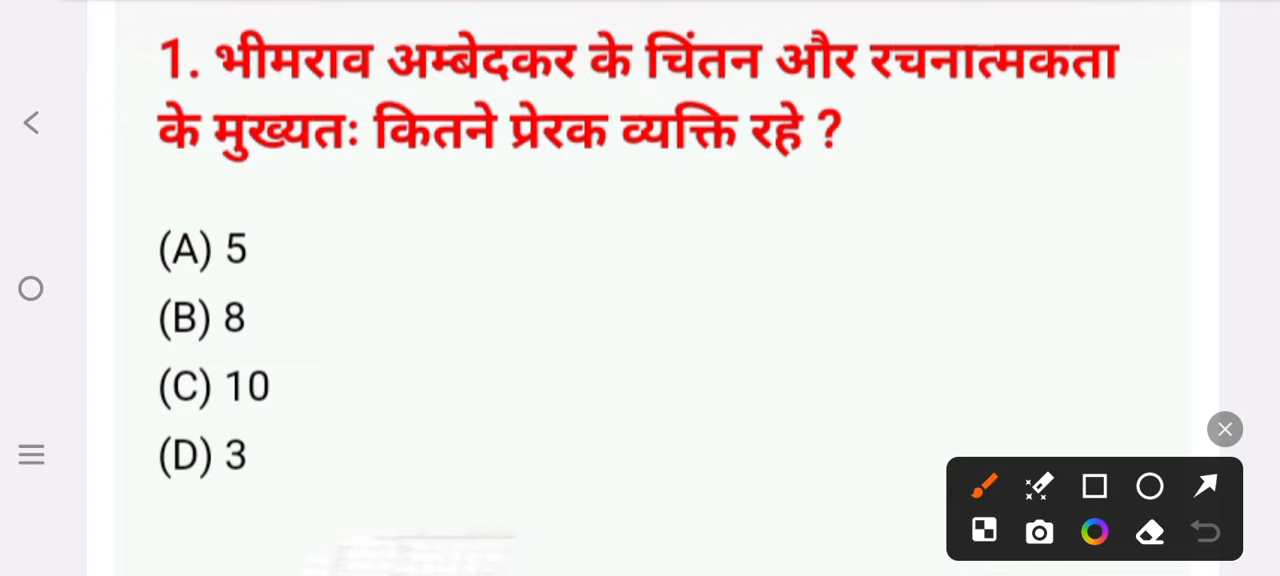 1. भीमराव अम्बेदकर के चिंतन और रचनात्मकता
के मुख्यतः कितने प्रेरक व्यक्ति रहे ?
(A) 5
(B) 8
(C) 10
(D) 3